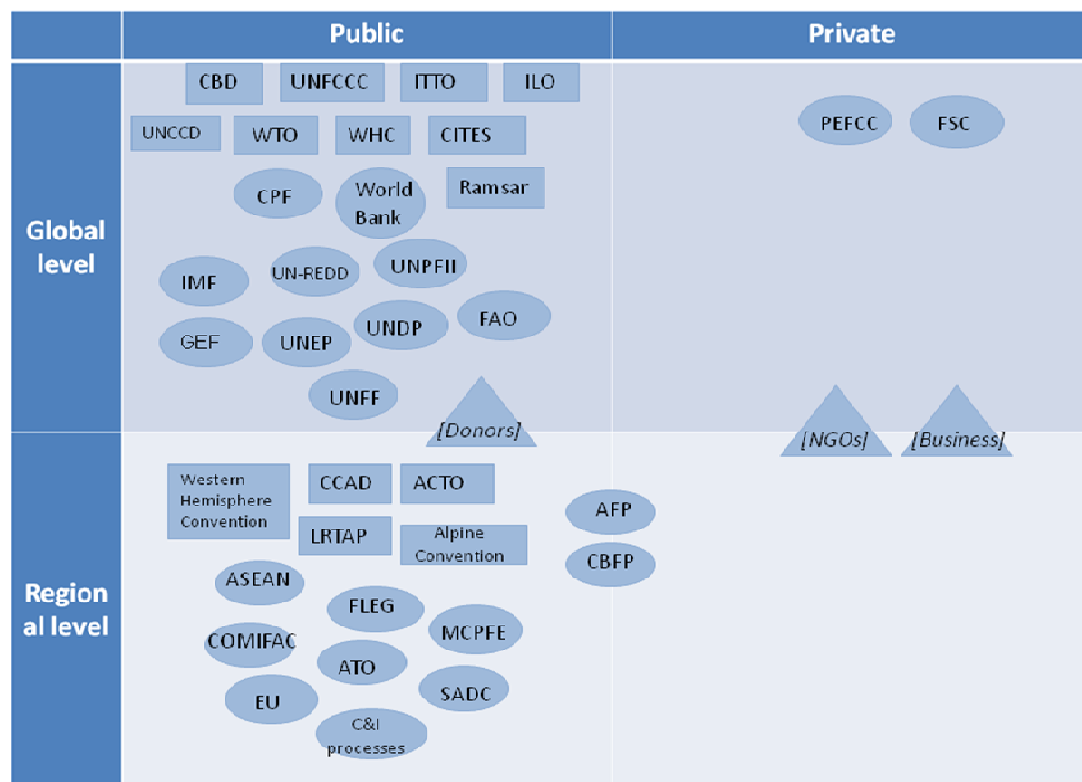 Public
Private
Global
level
CBD
UNFCCC
ITTO
ILO
UNCCD
WTO
WHC
CITES
PEFCC
FSC
CPF
World
Bank
Ramsar
IMF
UN-REDD
UNPFII
GEF
UNEP
UNDP
FAO
UNFF
[Donors]
[NGOs]
[Business]
Region
al level
Western
Hemisphere
Convention
CCAD
ACTO
LRTAP
Alpine
Convention
AFP
CBFP
ASEAN
FLEG
MCPFE
COMIFAC
ATO
EU
SADC
C&I
processes